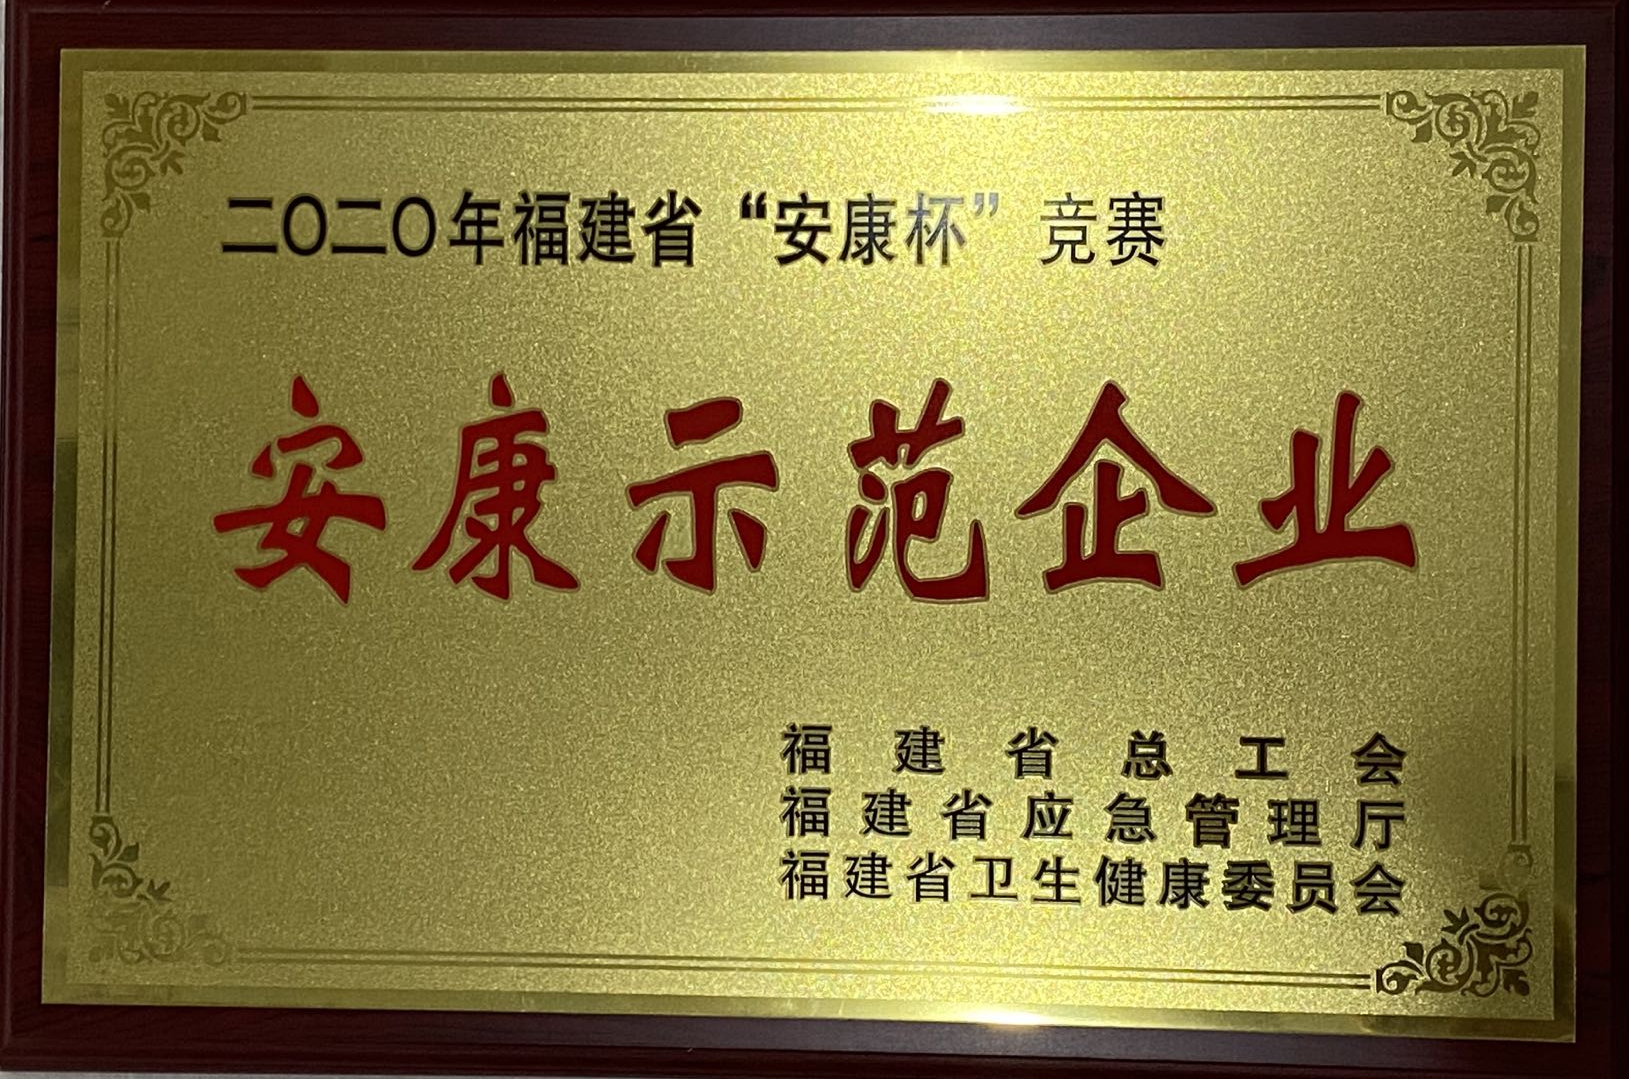 二〇二〇年福建省“安康杯”竞赛
安康示范企业
福建省总工会
福建省应急管理厅
福建省卫生健康委员会